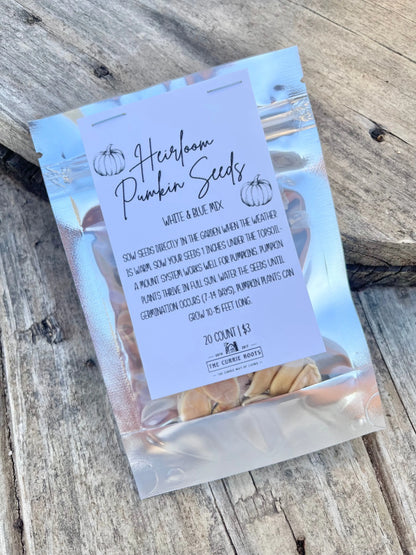 Heirloom
Pumkin Seeds
WHITE & BLUE MIX
SOW SEEDS DIRECTLY IN THE GARDEN WHEN THE WEATHER
IS WARM. SOW YOUR SEEDS 1 INCHES UNDER THE TOPSOIL-
A MOUNT SYSTEM WORKS WELL FOR PUMPKINS. PUMPKIN
PLANTS THRIVE IN FULL SUN. WATER THE SEEDS UNTIL
GERMINATION OCCURS (7-14 DAYS). PUMPKIN PLANTS CAN
GROW 10-15 FEET LONG.
20 COUNT | $3
THE CURRIE ROOTS